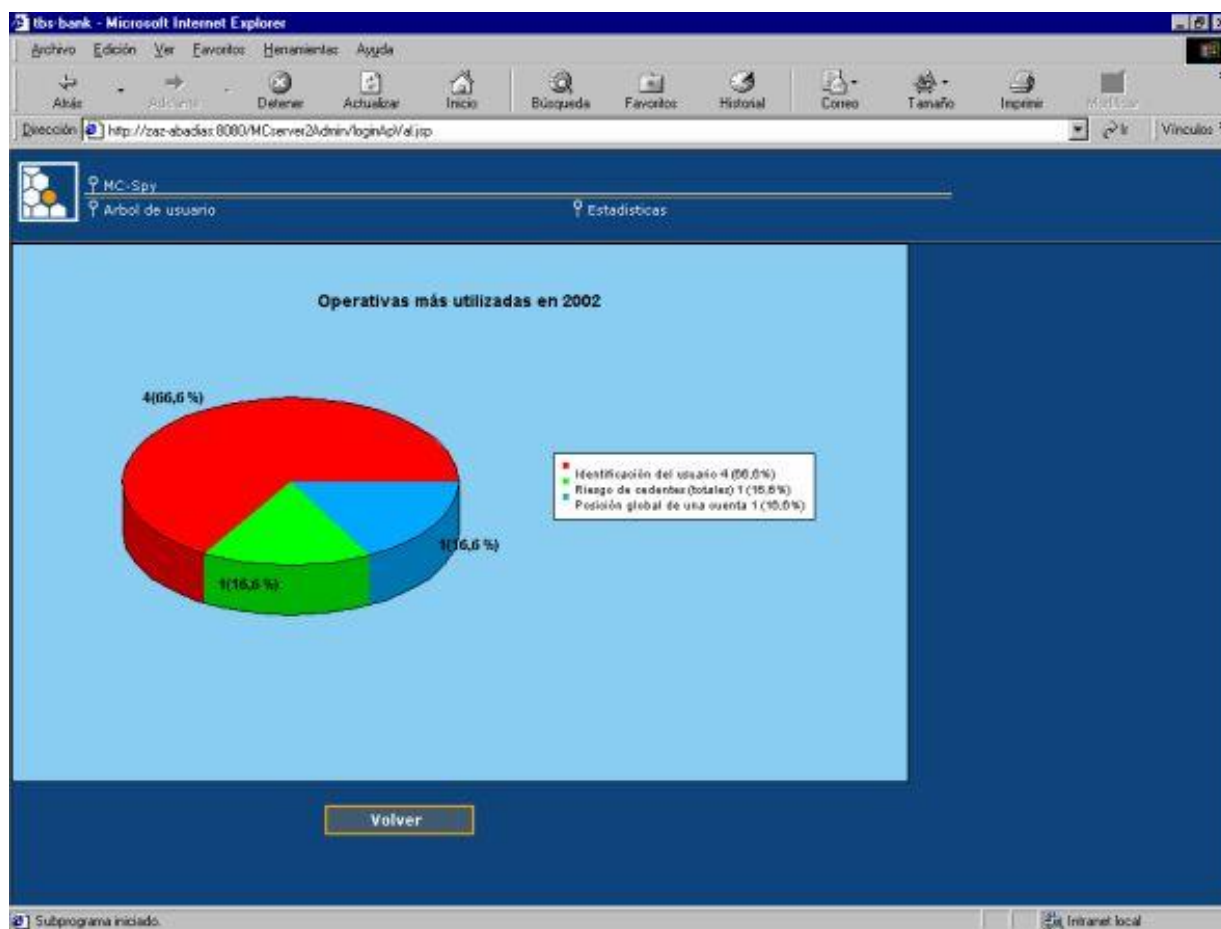 tbs-bank - Microsoft Internet Explorer
Archivo Edición Ver Favoritos Herramientas Ayuda
Atrás Adelante Detener Actualizar Inicio Búsqueda Favoritos Historial Correo Tamaño Imprimir
Dirección http://zaz-abadias:8080/MCserver2Admin/loginApVal.jsp Ir Vínculos
MC-Spy
Arbol de usuario Estadisticas
Operativas más utilizadas en 2002
4(66,6 %)
Identificación del usuario 4 (66,6%)
Riesgo de cedentes (totales) 1 (16,6%)
Posición global de una cuenta 1 (16,6%)
1(16,6 %)
1(16,6 %)
Volver
Subprograma iniciado. Intranet local